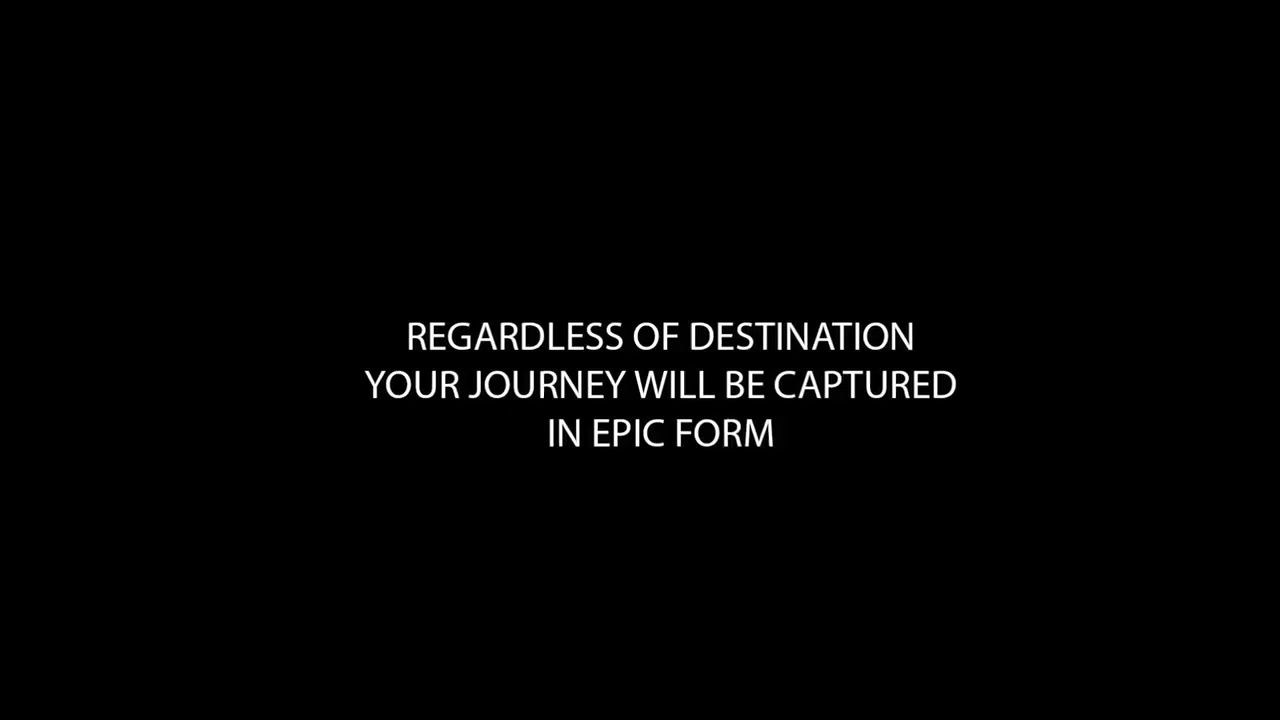 REGARDLESS OF DESTINATION
YOUR JOURNEY WILL BE CAPTURED
IN EPIC FORM